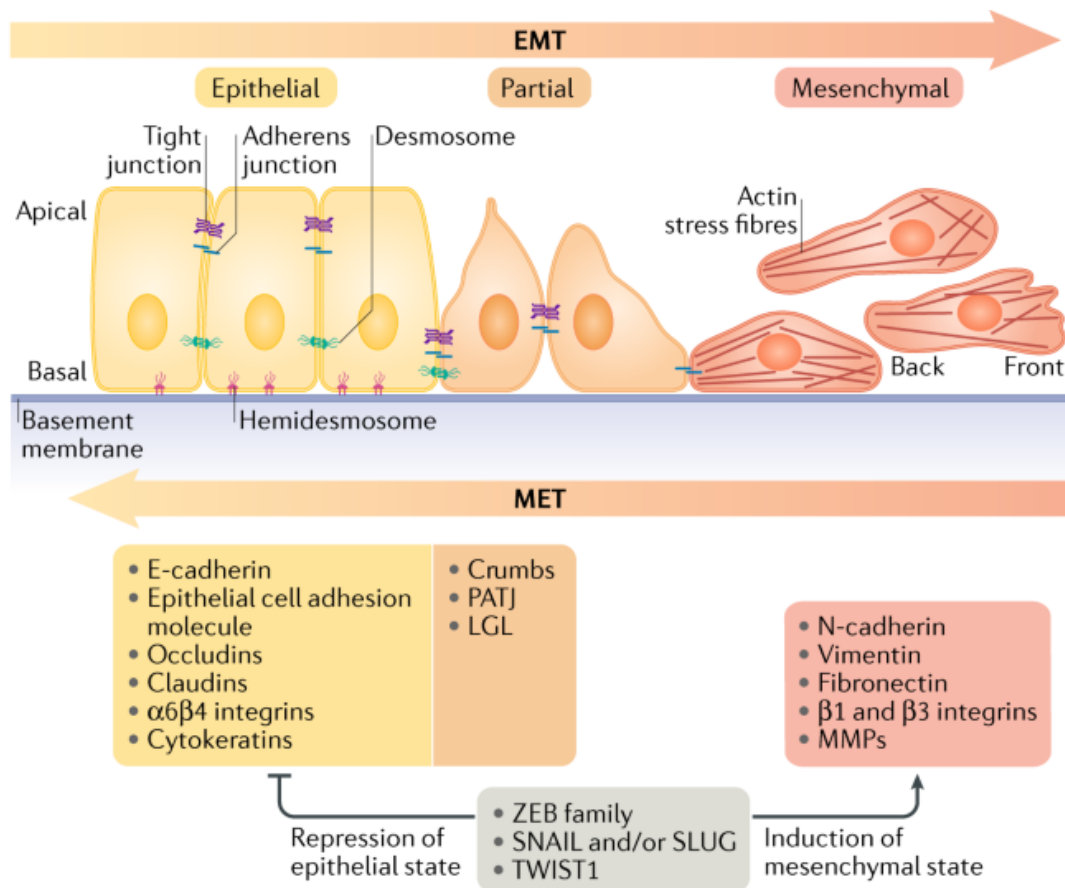 EMT
Epithelial
Partial
Mesenchymal
Tight
junction
Adherens
junction
Desmosome
Apical
Actin
stress fibres
Basal
Back
Front
Basement
membrane
Hemidesmosome
MET
• E-cadherin
• Epithelial cell adhesion
molecule
• Occludins
• Claudins
• α6β4 integrins
• Cytokeratins
• Crumbs
• PATJ
• LGL
• N-cadherin
• Vimentin
• Fibronectin
• β1 and β3 integrins
• MMPs
Repression of
epithelial state
• ZEB family
• SNAIL and/or SLUG
• TWIST1
Induction of
mesenchymal state